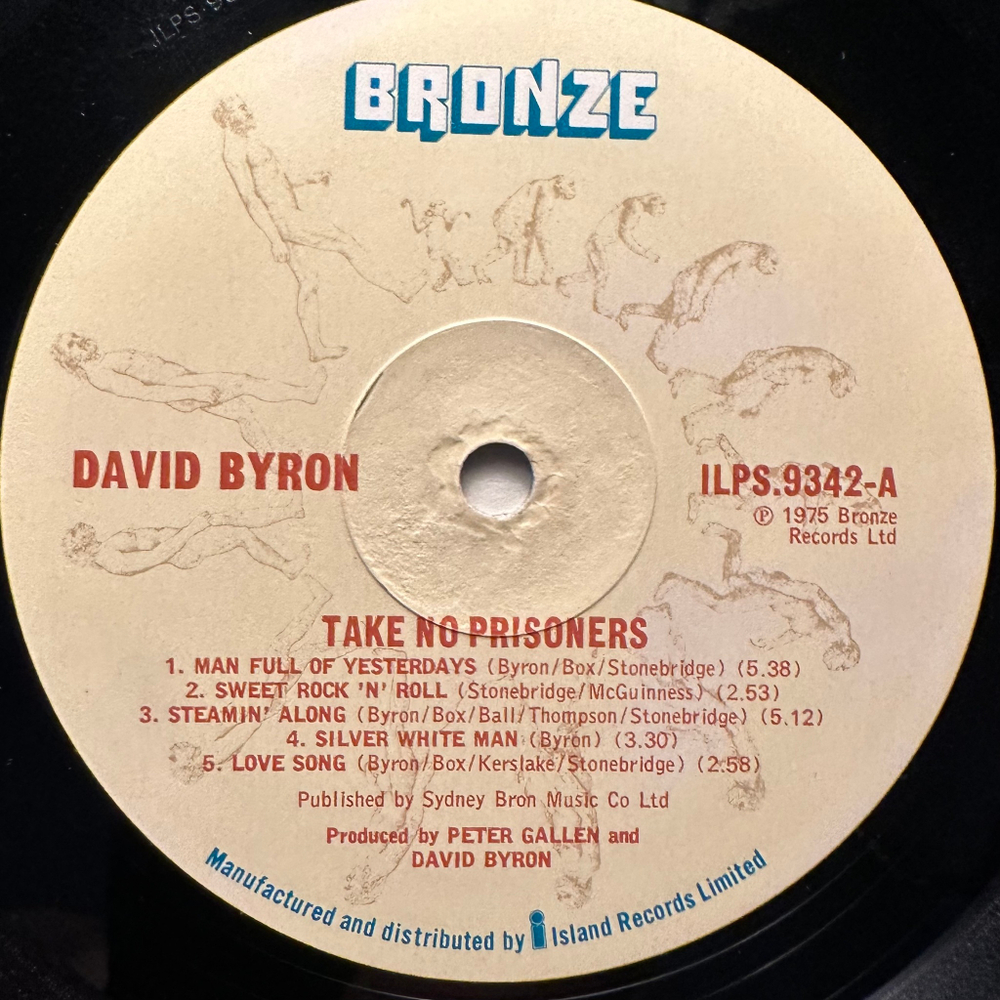 ILPS 9
BRONZE
DAVID BYRON
ILPS.9342-A
℗ 1975 Bronze
Records Ltd
TAKE NO PRISONERS
1. MAN FULL OF YESTERDAYS (Byron/Box/Stonebridge) (5.38)
2. SWEET ROCK 'N' ROLL (Stonebridge/McGuinness) (2.53)
3. STEAMIN' ALONG (Byron/Box/Ball/Thompson/Stonebridge) (5.12)
4. SILVER WHITE MAN (Byron) (3.30)
5. LOVE SONG (Byron/Box/Kerslake/Stonebridge) (2.58)
Published by Sydney Bron Music Co Ltd
Produced by PETER GALLEN and
DAVID BYRON
Manufactured and distributed by i Island Records Limited